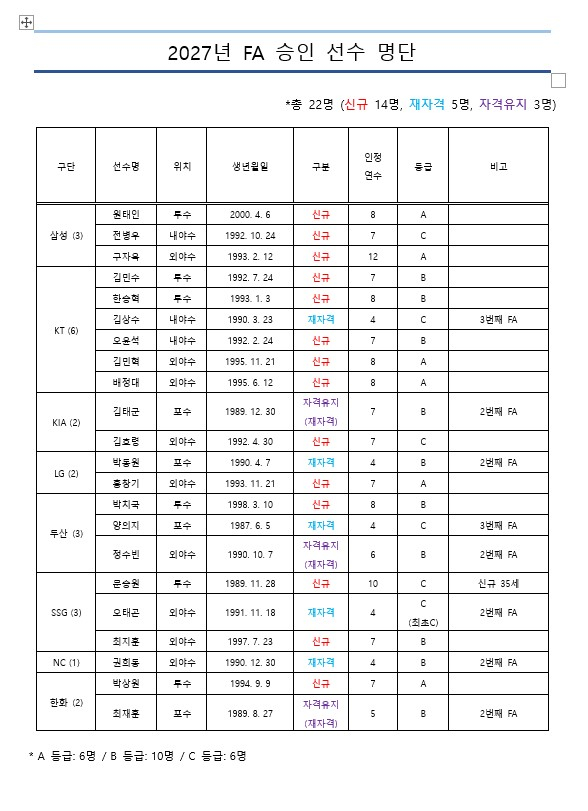 2027년 FA 승인 선수 명단
*총 22명 (신규 14명, 재자격 5명, 자격유지 3명)
구단 선수명 위치 생년월일 구분 인정 연수 등급 비고
삼성 (3) 원태인 투수 2000. 4. 6 신규 8 A
전병우 내야수 1992. 10. 24 신규 7 C
구자욱 외야수 1993. 2. 12 신규 12 A
KT (6) 김민수 투수 1992. 7. 24 신규 7 B
한승혁 투수 1993. 1. 3 신규 8 B
김상수 내야수 1990. 3. 23 재자격 4 C 3번째 FA
오윤석 내야수 1992. 2. 24 신규 7 B
김민혁 외야수 1995. 11. 21 신규 8 A
배정대 외야수 1995. 6. 12 신규 8 A
KIA (2) 김태군 포수 1989. 12. 30 자격유지 (재자격) 7 B 2번째 FA
김호령 외야수 1992. 4. 30 신규 7 C
LG (2) 박동원 포수 1990. 4. 7 재자격 4 B 2번째 FA
홍창기 외야수 1993. 11. 21 신규 7 A
두산 (3) 박치국 투수 1998. 3. 10 신규 8 B
양의지 포수 1987. 6. 5 재자격 4 C 3번째 FA
정수빈 외야수 1990. 10. 7 자격유지 (재자격) 6 B 2번째 FA
SSG (3) 문승원 투수 1989. 11. 28 신규 10 C 신규 35세
오태곤 외야수 1991. 11. 18 재자격 4 C (최초C) 2번째 FA
최지훈 외야수 1997. 7. 23 신규 7 B
NC (1) 권희동 외야수 1990. 12. 30 재자격 4 B 2번째 FA
한화 (2) 박상원 투수 1994. 9. 9 신규 7 A
최재훈 포수 1989. 8. 27 자격유지 (재자격) 5 B 2번째 FA
* A 등급: 6명 / B 등급: 10명 / C 등급: 6명